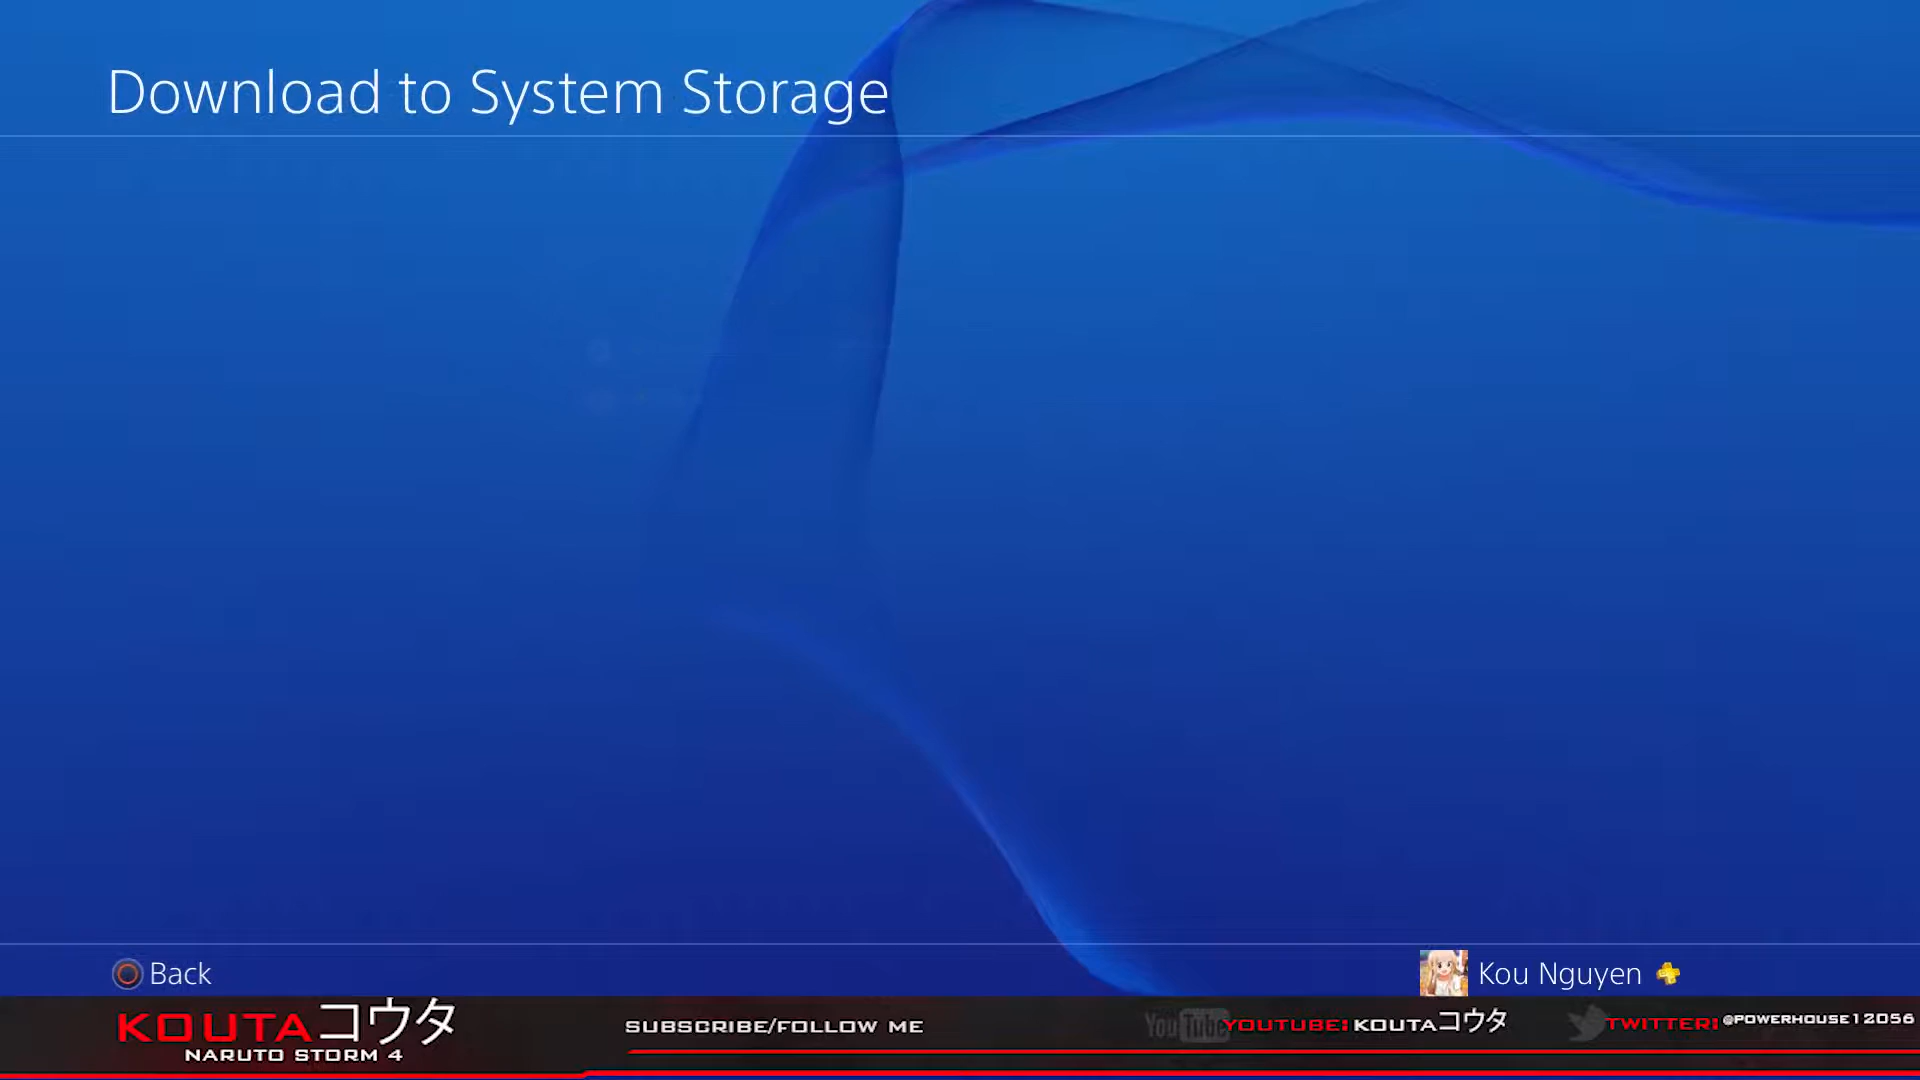 Download to System Storage
Back
Kou Nguyen
KOUTAコウタ
NARUTO STORM 4
SUBSCRIBE/FOLLOW ME
YouTube
YOUTUBE: KOUTAコウタ
TWITTER: @POWERHOUSE12056